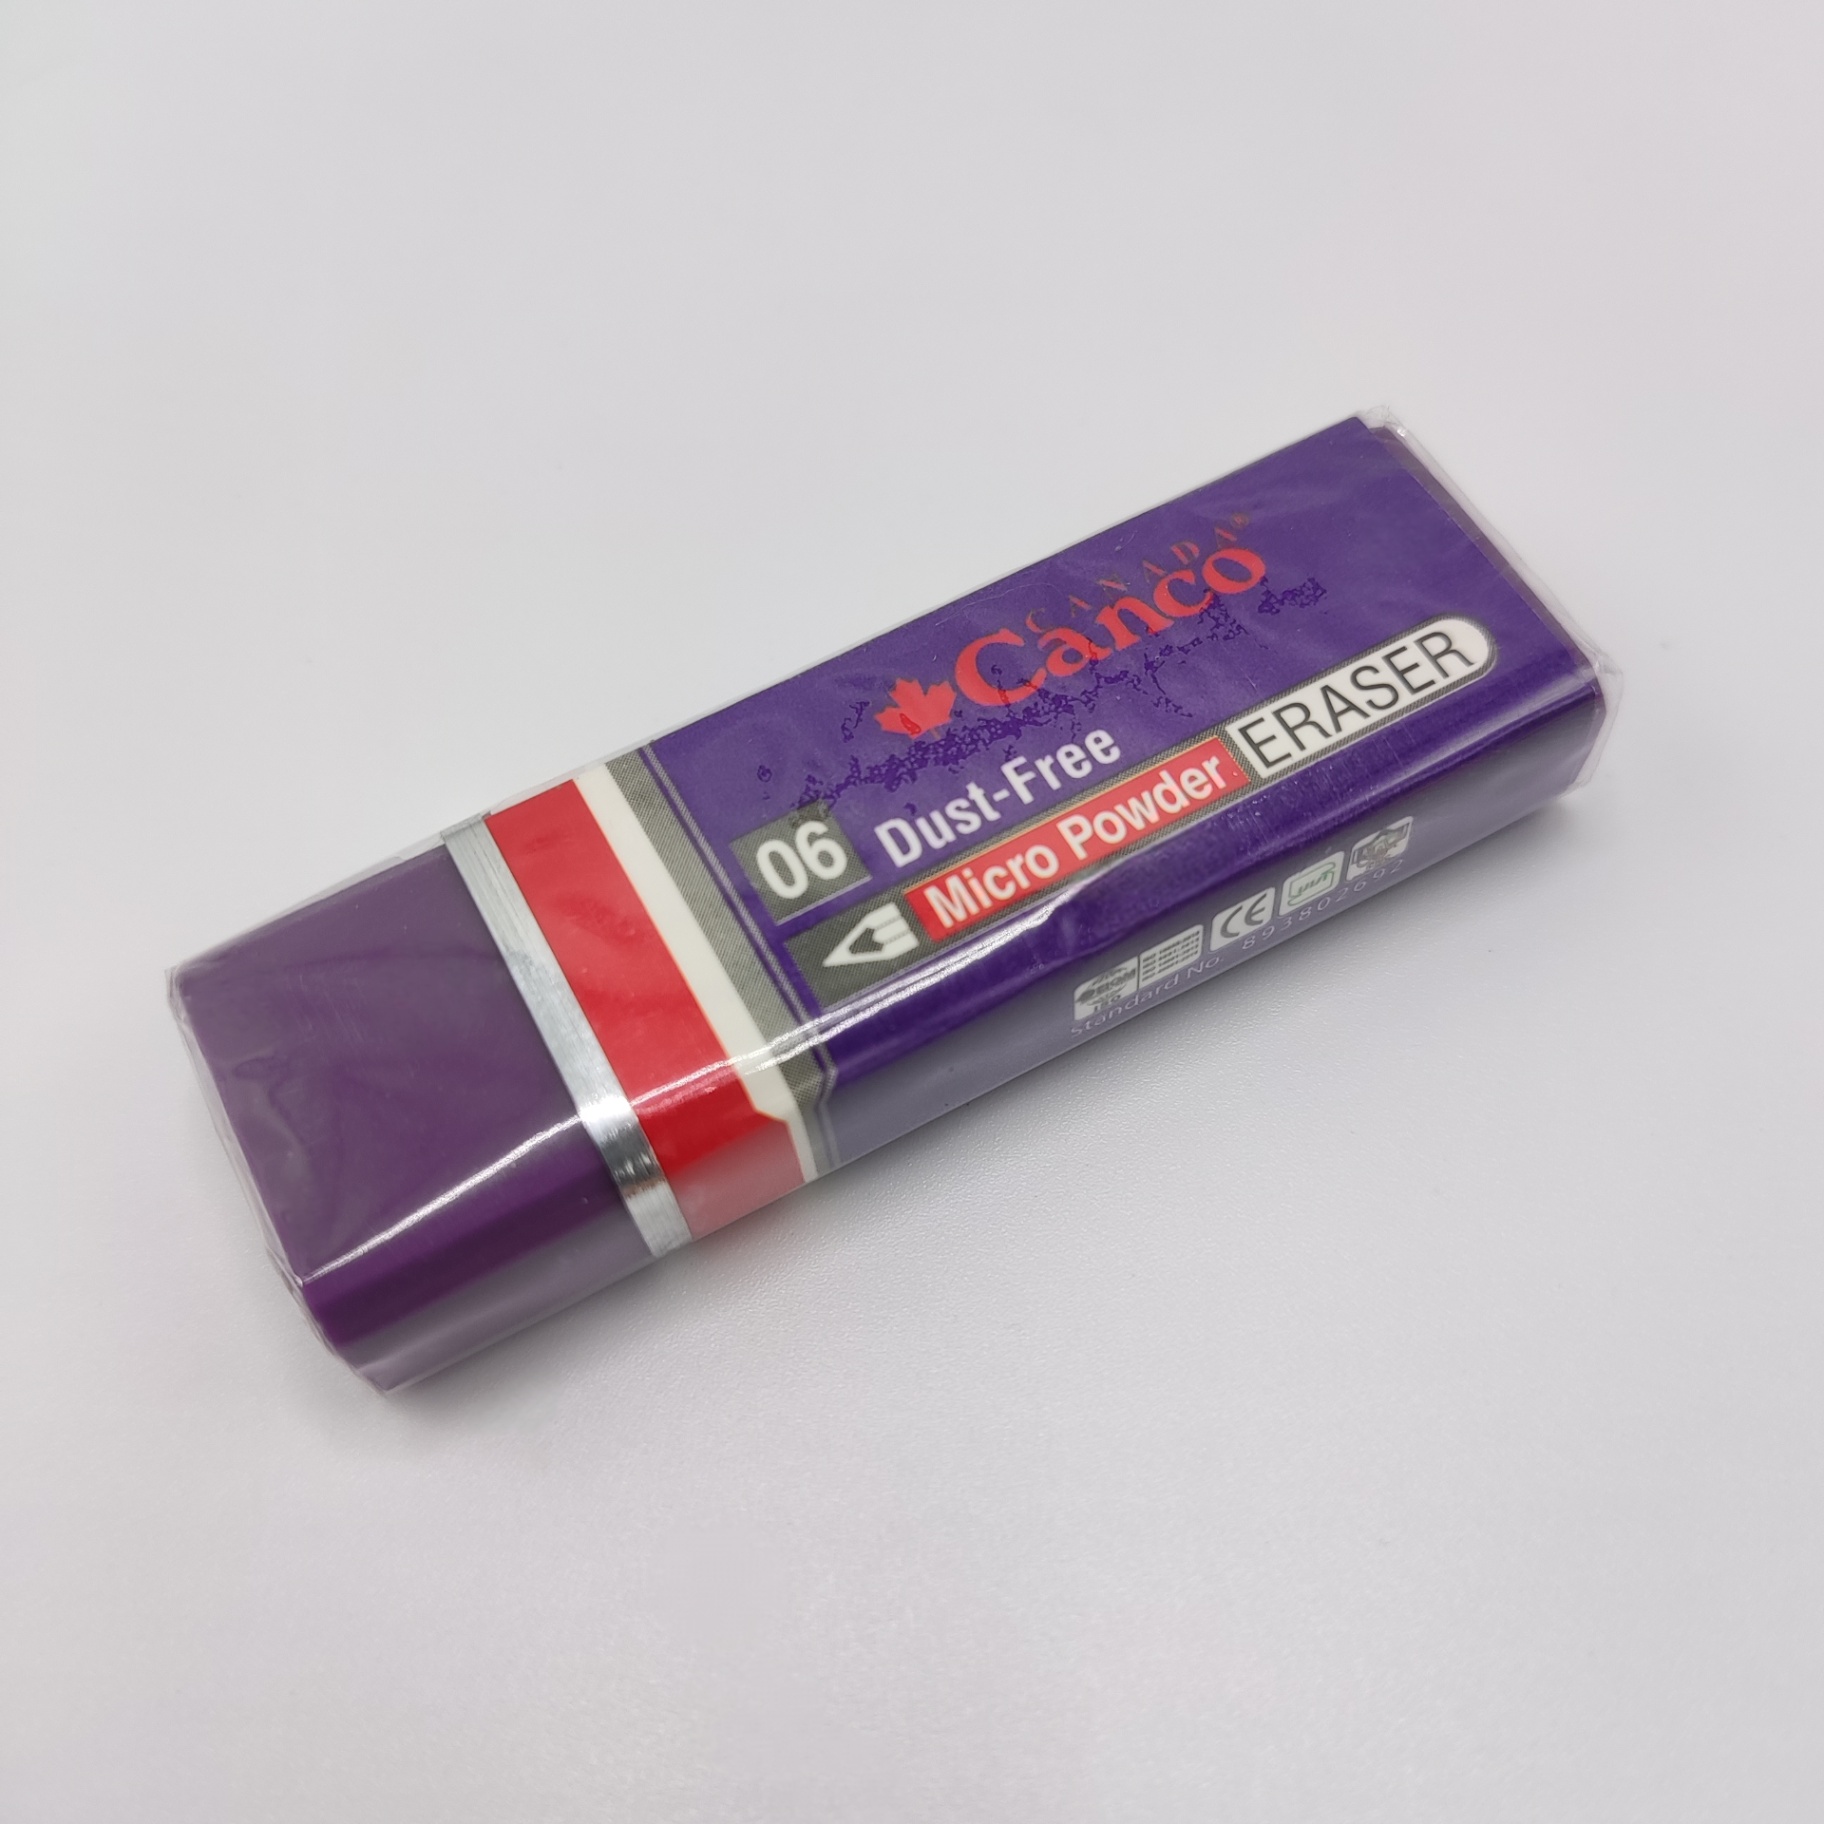 CANADA®
Canco
06 Dust-Free
Micro Powder ERASER
CE
Standard No.